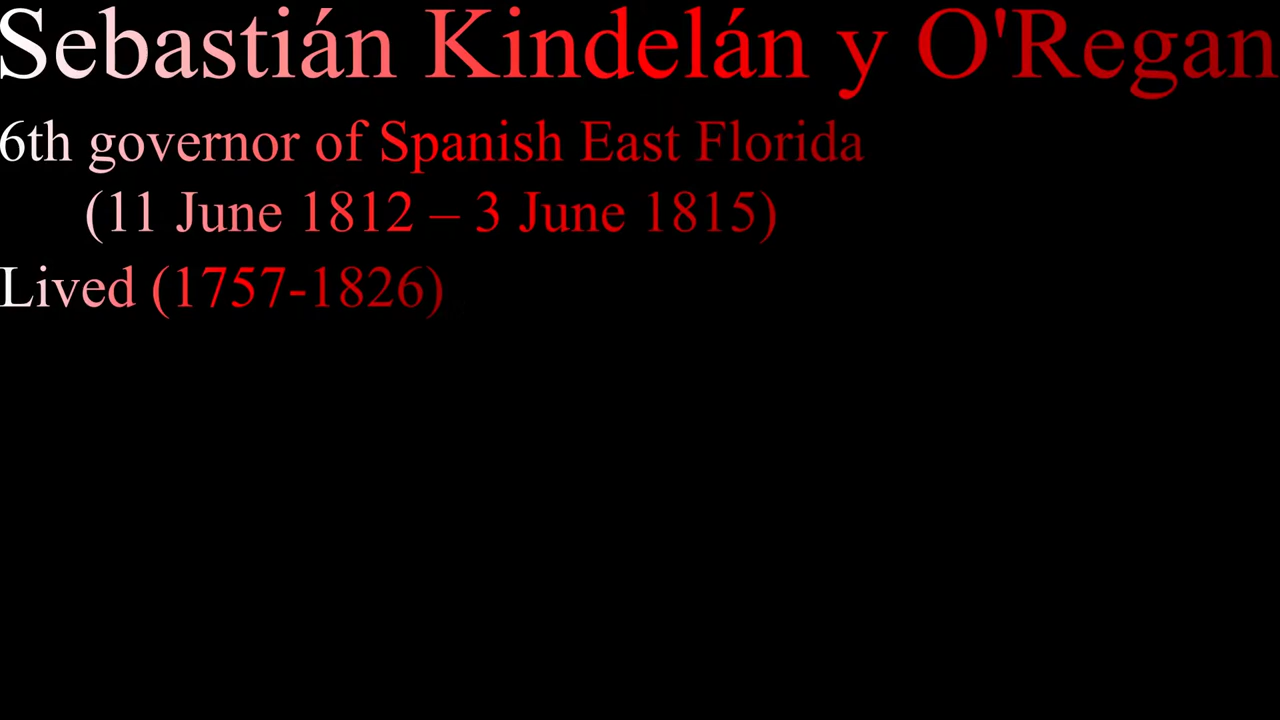 Sebastián Kindelán y O'Regan
6th governor of Spanish East Florida
(11 June 1812 – 3 June 1815)
Lived (1757-1826)